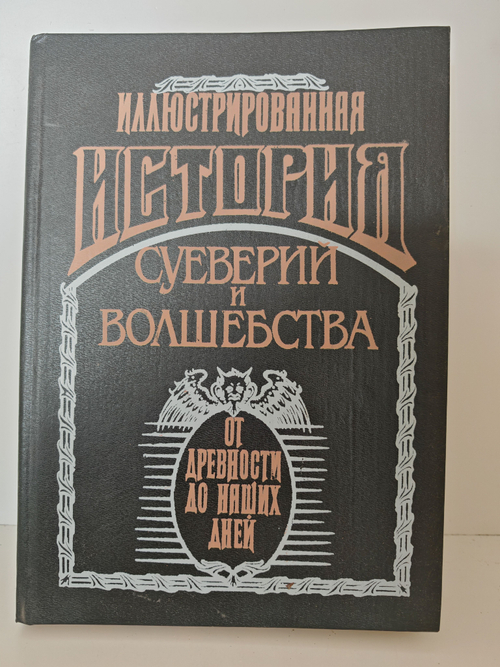 ИЛЛЮСТРИРОВАННАЯ
ИСТОРИЯ
СУЕВЕРИЙ
И
ВОЛШЕБСТВА
ОТ
ДРЕВНОСТИ
ДО НАШИХ
ДНЕЙ